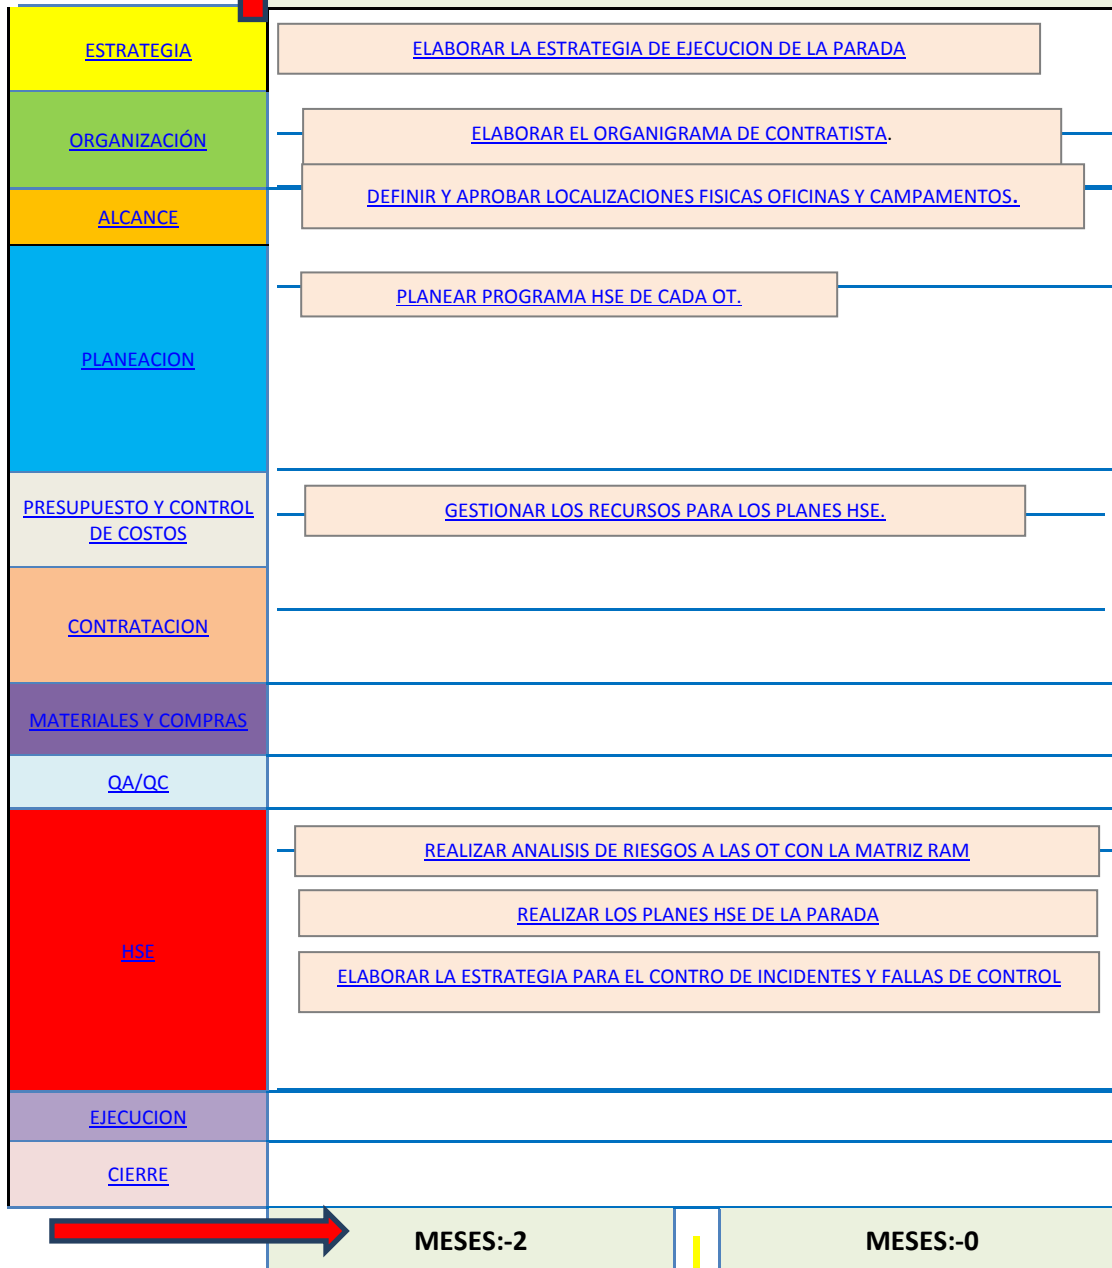 ESTRATEGIA
ELABORAR LA ESTRATEGIA DE EJECUCION DE LA PARADA
ORGANIZACIÓN
ELABORAR EL ORGANIGRAMA DE CONTRATISTA.
DEFINIR Y APROBAR LOCALIZACIONES FISICAS OFICINAS Y CAMPAMENTOS.
ALCANCE
PLANEAR PROGRAMA HSE DE CADA OT.
PLANEACION
PRESUPUESTO Y CONTROL
DE COSTOS
GESTIONAR LOS RECURSOS PARA LOS PLANES HSE.
CONTRATACION
MATERIALES Y COMPRAS
QA/QC
REALIZAR ANALISIS DE RIESGOS A LAS OT CON LA MATRIZ RAM
REALIZAR LOS PLANES HSE DE LA PARADA
HSE
ELABORAR LA ESTRATEGIA PARA EL CONTRO DE INCIDENTES Y FALLAS DE CONTROL
EJECUCION
CIERRE
MESES:-2
MESES:-0